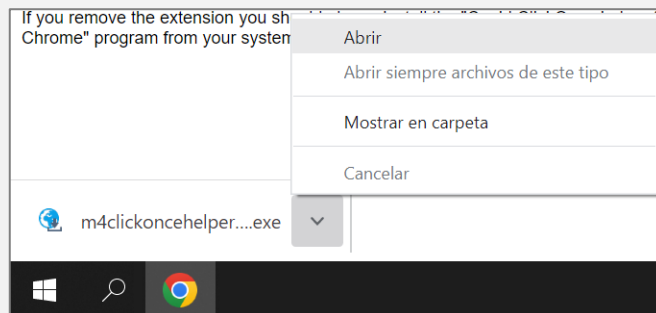 If you remove the extension you sh
Chrome" program from your system
Abrir
Abrir siempre archivos de este tipo
Mostrar en carpeta
Cancelar
m4clickoncehelper....exe